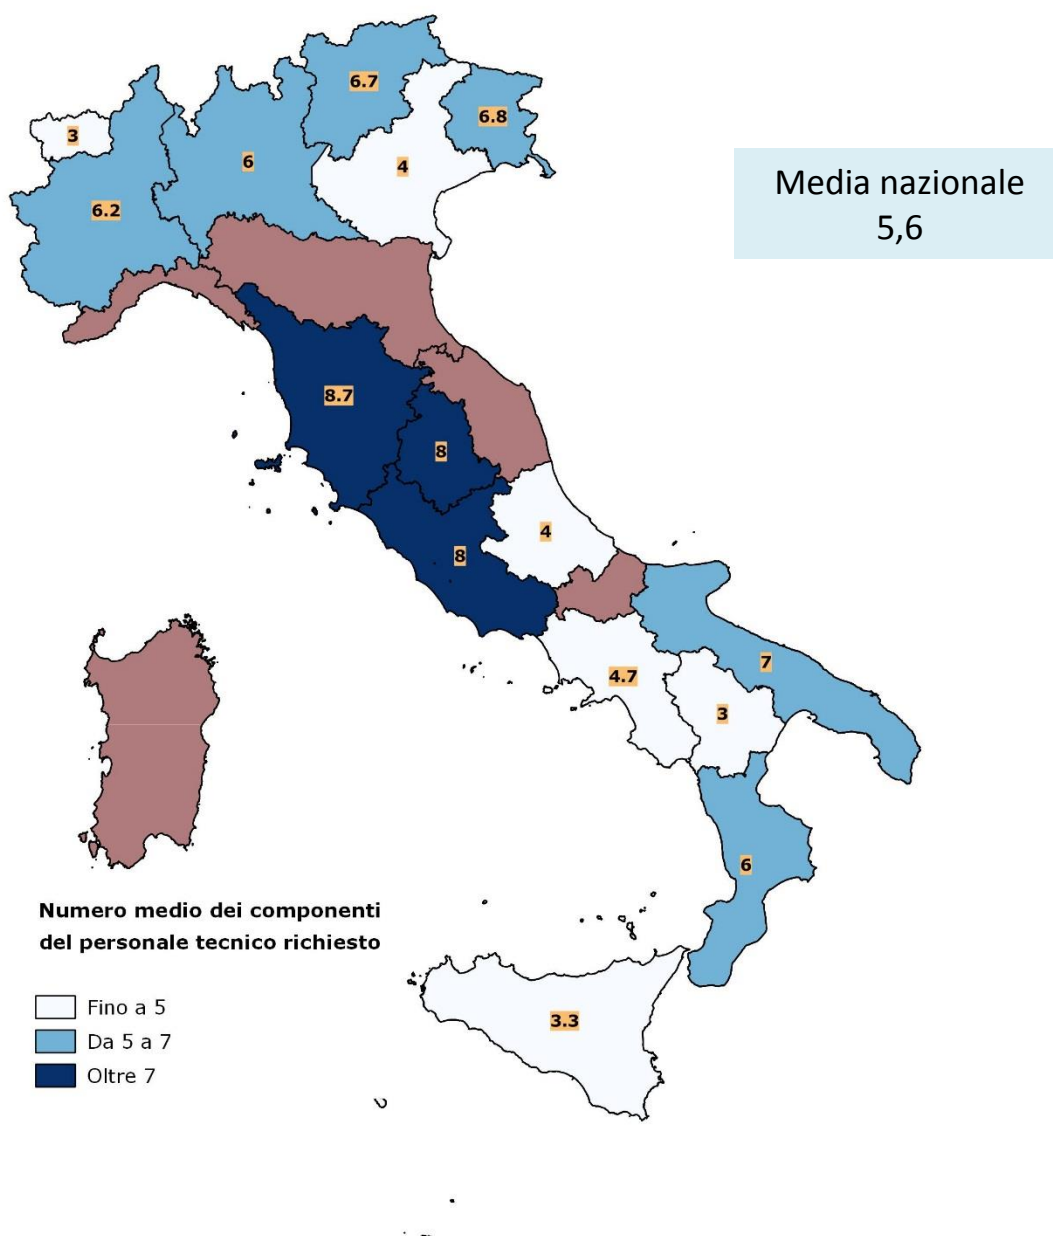 6.7
6.8
3
6
4
6.2
Media nazionale
5,6
8.7
8
4
8
7
4.7
3
6
Numero medio dei componenti
del personale tecnico richiesto
Fino a 5
3.3
Da 5 a 7
Oltre 7